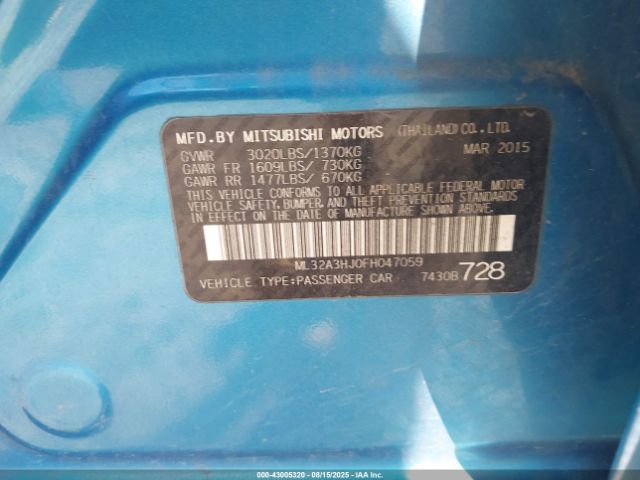 MFD.BY MITSUBISHI MOTORS (THAILAND) CO., LTD.
GVWR 3020LBS/1370KG MAR 2015
GAWR FR 1609LBS/ 730KG
GAWR RR 1477LBS/ 670KG
THIS VEHICLE CONFORMS TO ALL APPLICABLE FEDERAL MOTOR
VEHICLE SAFETY, BUMPER, AND THEFT PREVENTION STANDARDS
IN EFFECT ON THE DATE OF MANUFACTURE SHOWN ABOVE.
ML32A3HJ0FH047059
VEHICLE TYPE:PASSENGER CAR 7430B 728
000-43005320 - 08/15/2025 - IAA Inc. - Copyright